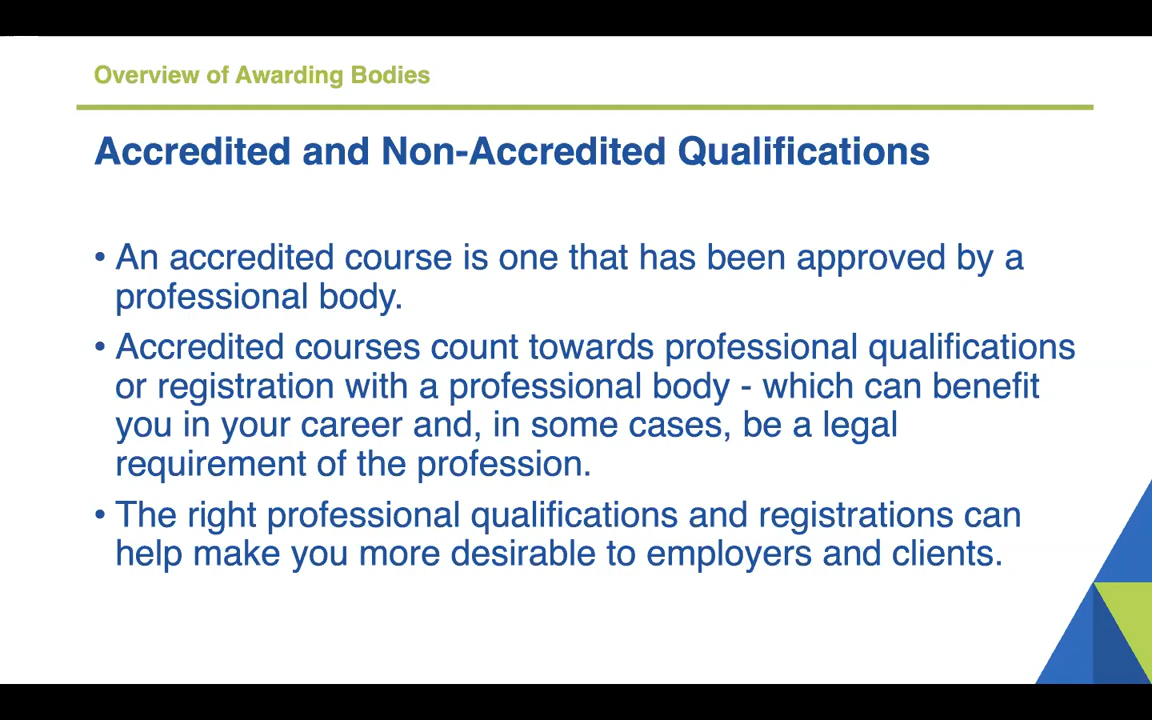 Overview of Awarding Bodies
Accredited and Non-Accredited Qualifications
• An accredited course is one that has been approved by a
professional body.
• Accredited courses count towards professional qualifications
or registration with a professional body - which can benefit
you in your career and, in some cases, be a legal
requirement of the profession.
• The right professional qualifications and registrations can
help make you more desirable to employers and clients.